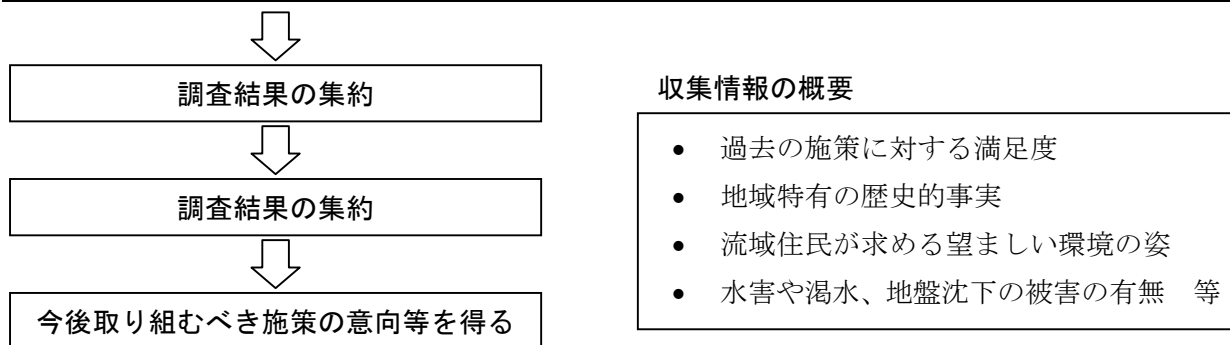 調査結果の集約
調査結果の集約
今後取り組むべき施策の意向等を得る
収集情報の概要
• 過去の施策に対する満足度
• 地域特有の歴史的事実
• 流域住民が求める望ましい環境の姿
• 水害や渇水、地盤沈下の被害の有無　等